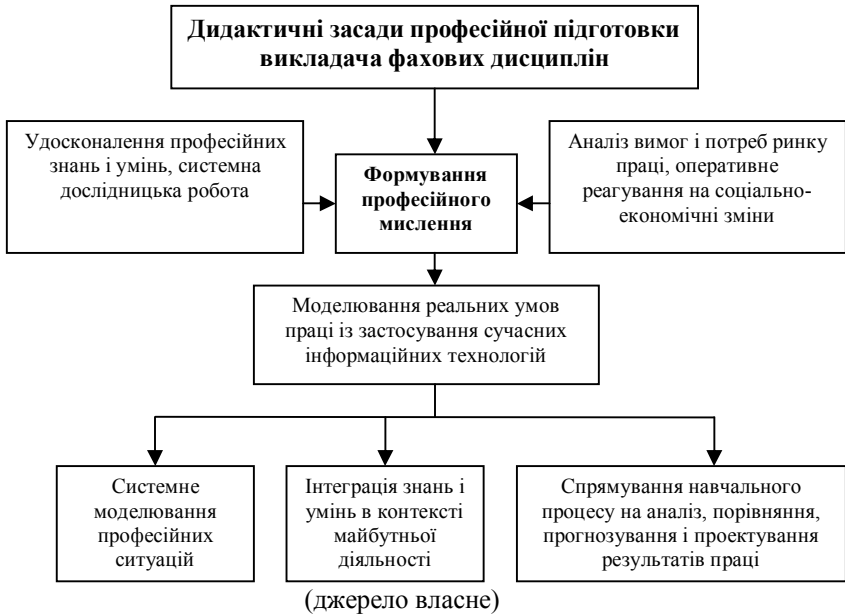 Дидактичні засади професійної підготовки
викладача фахових дисциплін
Удосконалення професійних
знань і умінь, системна
дослідницька робота
Формування
професійного
мислення
Аналіз вимог і потреб ринку
праці, оперативне
реагування на соціально-
економічні зміни
Моделювання реальних умов
праці із застосування сучасних
інформаційних технологій
Системне
моделювання
професійних
ситуацій
Інтеграція знань і
умінь в контексті
майбутньої
діяльності
Спрямування навчального
процесу на аналіз, порівняння,
прогнозування і проектування
результатів праці
(джерело власне)